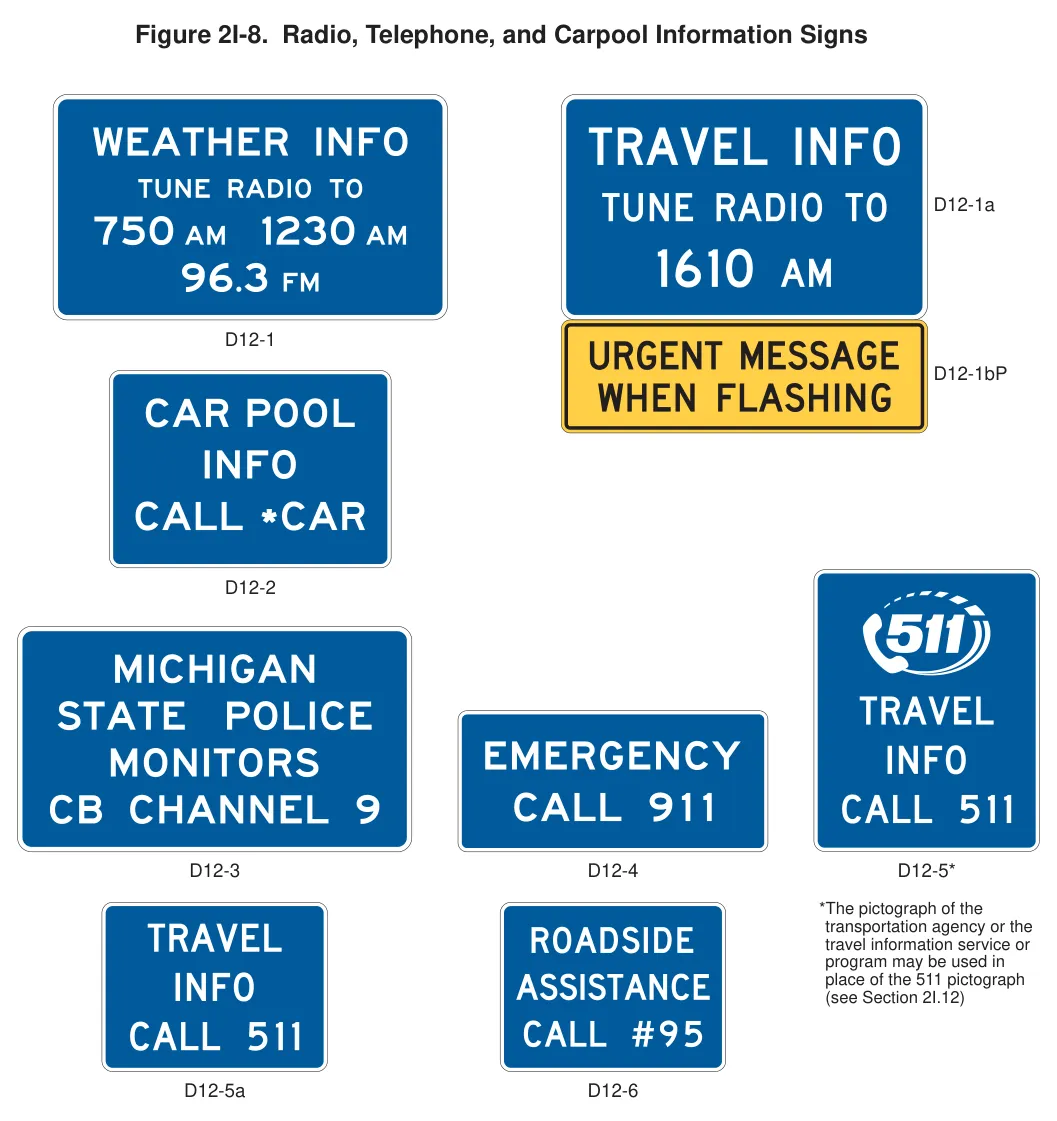 Figure 2I-8. Radio, Telephone, and Carpool Information Signs
WEATHER INFO
TUNE RADIO TO
750 AM 1230 AM
96.3 FM
D12-1
TRAVEL INFO
TUNE RADIO TO
1610 AM
D12-1a
URGENT MESSAGE
WHEN FLASHING
D12-1bP
CAR POOL
INFO
CALL *CAR
D12-2
MICHIGAN
STATE POLICE
MONITORS
CB CHANNEL 9
D12-3
EMERGENCY
CALL 911
D12-4
511
TRAVEL
INFO
CALL 511
D12-5*
*The pictograph of the
transportation agency or the
travel information service or
program may be used in
place of the 511 pictograph
(see Section 2I.12)
TRAVEL
INFO
CALL 511
D12-5a
ROADSIDE
ASSISTANCE
CALL #95
D12-6